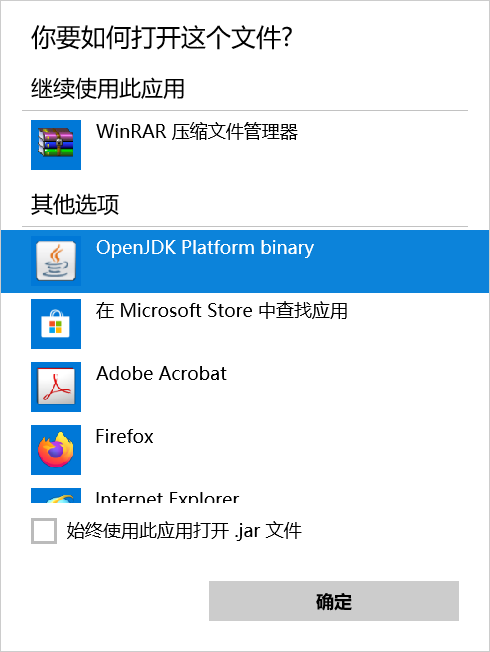 你要如何打开这个文件?
继续使用此应用
WinRAR 压缩文件管理器
其他选项
OpenJDK Platform binary
在 Microsoft Store 中查找应用
Adobe Acrobat
Firefox
Internet Explorer
始终使用此应用打开 .jar 文件
确定